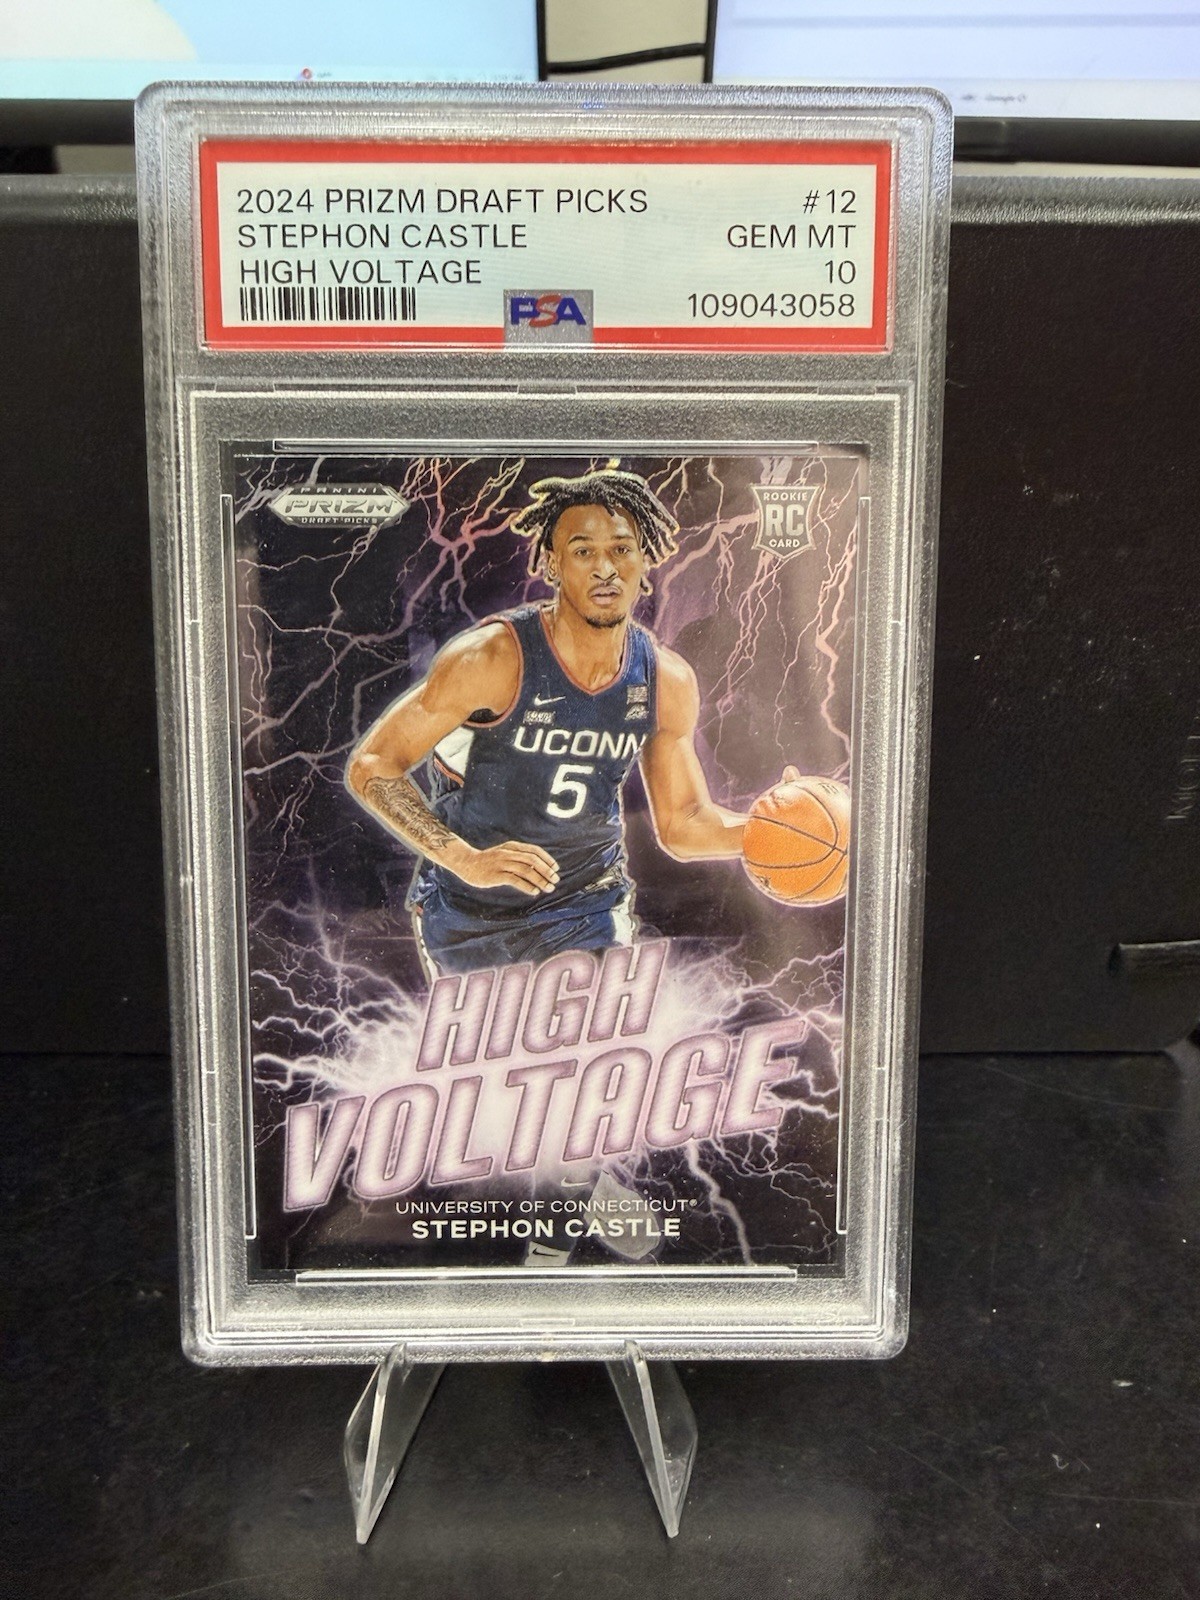 2024 PRIZM DRAFT PICKS #12
STEPHON CASTLE GEM MT
HIGH VOLTAGE 10
PSA 109043058
PANINI
PRIZM
DRAFT PICKS
ROOKIE
RC
CARD
UCONN
5
HIGH
VOLTAGE
UNIVERSITY OF CONNECTICUT®
STEPHON CASTLE